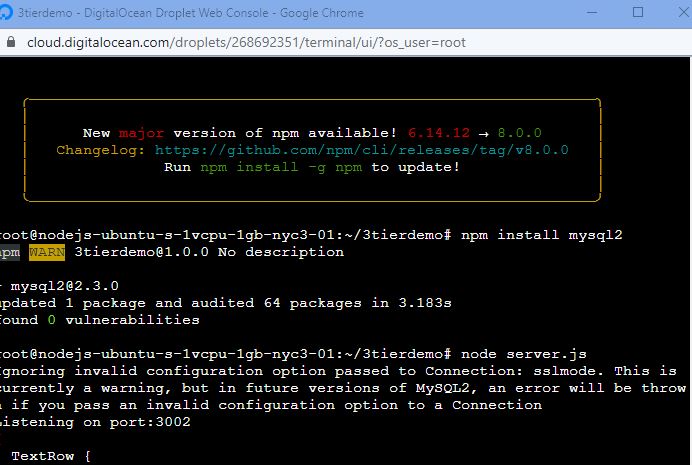 3tierdemo - DigitalOcean Droplet Web Console - Google Chrome
cloud.digitalocean.com/droplets/268692351/terminal/ui/?os_user=root
New major version of npm available! 6.14.12 → 8.0.0
Changelog: https://github.com/npm/cli/releases/tag/v8.0.0
Run npm install -g npm to update!
root@nodejs-ubuntu-s-1vcpu-1gb-nyc3-01:~/3tierdemo# npm install mysql2
npm WARN 3tierdemo@1.0.0 No description
+ mysql2@2.3.0
updated 1 package and audited 64 packages in 3.183s
found 0 vulnerabilities
root@nodejs-ubuntu-s-1vcpu-1gb-nyc3-01:~/3tierdemo# node server.js
Ignoring invalid configuration option passed to Connection: sslmode. This is
currently a warning, but in future versions of MySQL2, an error will be throw
n if you pass an invalid configuration option to a Connection
Listening on port:3002
TextRow {